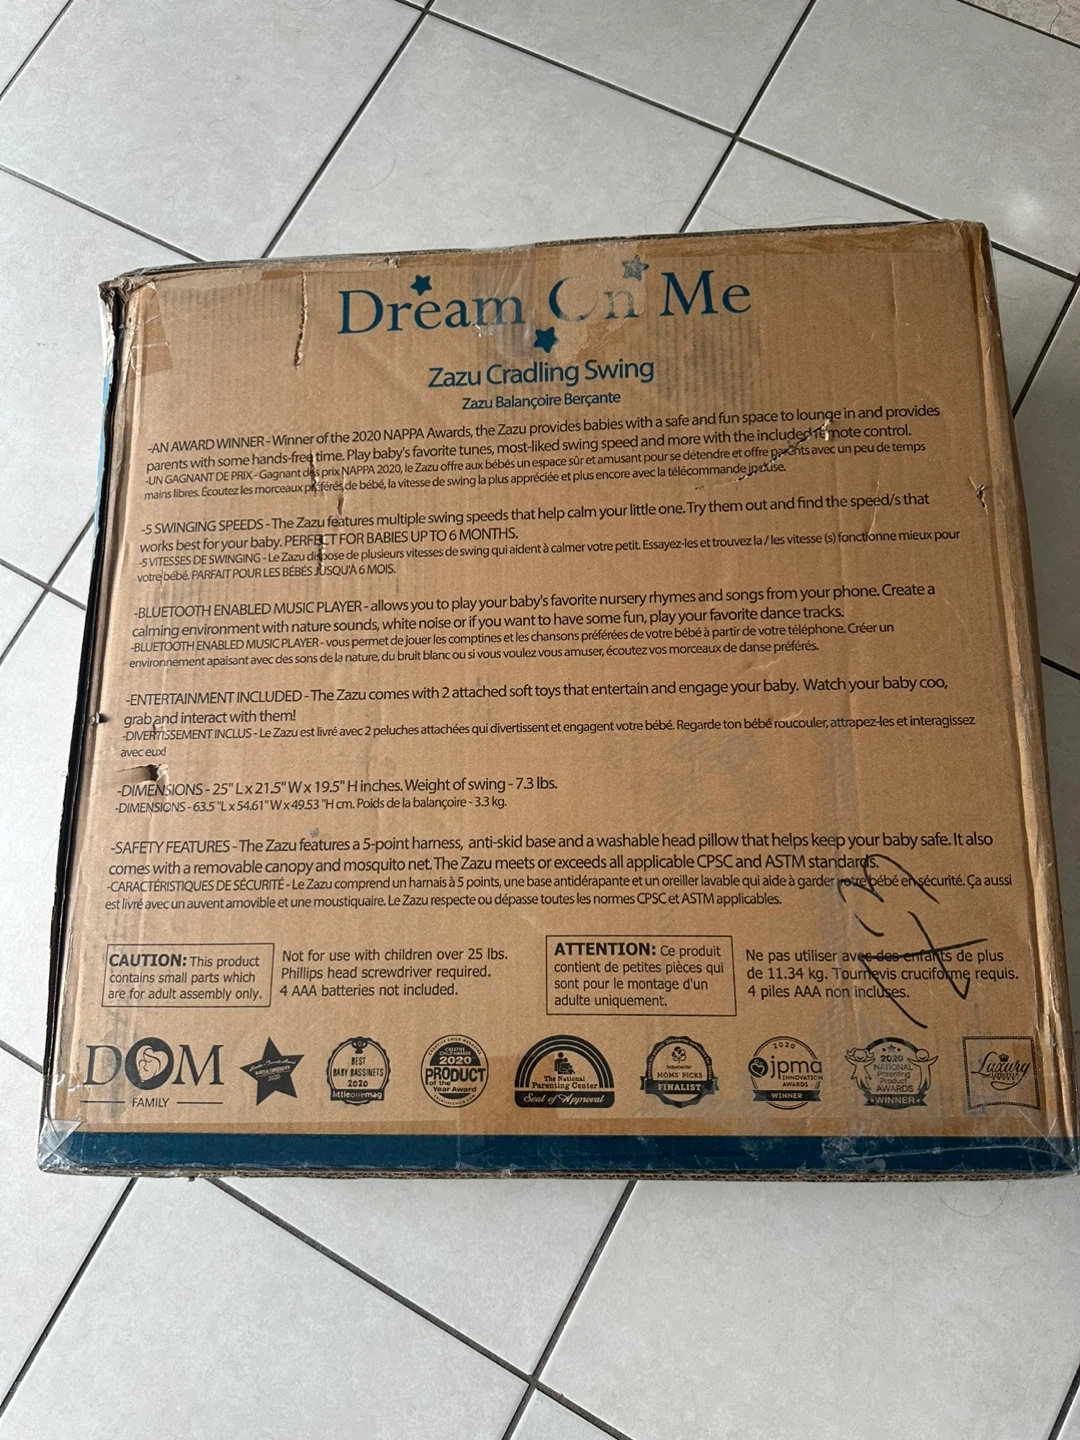 Dream On Me
Zazu Cradling Swing
Zazu Balançoire Berçante
-AN AWARD WINNER - Winner of the 2020 NAPPA Awards, the Zazu provides babies with a safe and fun space to lounge in and provides
parents with some hands-free time. Play baby's favorite tunes, most-liked swing speed and more with the included remote control.
-UN GAGNANT DE PRIX - Gagnant des prix NAPPA 2020, le Zazu offre aux bébés un espace sûr et amusant pour se détendre et offre parents avec un peu de temps
mains libres. Écoutez les morceaux préférés de bébé, la vitesse de swing la plus appréciée et plus encore avec la télécommande incluse.
-5 SWINGING SPEEDS - The Zazu features multiple swing speeds that help calm your little one. Try them out and find the speed/s that
works best for your baby. PERFECT FOR BABIES UP TO 6 MONTHS.
-5 VITESSES DE SWINGING - Le Zazu dispose de plusieurs vitesses de swing qui aident à calmer votre petit. Essayez-les et trouvez la / les vitesse (s) fonctionne mieux pour
votre bébé. PARFAIT POUR LES BÉBÉS JUSQU'À 6 MOIS.
-BLUETOOTH ENABLED MUSIC PLAYER - allows you to play your baby's favorite nursery rhymes and songs from your phone. Create a
calming environment with nature sounds, white noise or if you want to have some fun, play your favorite dance tracks.
-BLUETOOTH ENABLED MUSIC PLAYER - vous permet de jouer les comptines et les chansons préférées de votre bébé à partir de votre téléphone. Créer un
environnement apaisant avec des sons de la nature, du bruit blanc ou si vous voulez vous amuser, écoutez vos morceaux de danse préférés.
-ENTERTAINMENT INCLUDED - The Zazu comes with 2 attached soft toys that entertain and engage your baby. Watch your baby coo,
grab and interact with them!
-DIVERTISSEMENT INCLUS - Le Zazu est livré avec 2 peluches attachées qui divertissent et engagent votre bébé. Regarde ton bébé roucouler, attrapez-les et interagissez
avec eux!
-DIMENSIONS - 25" L x 21.5" W x 19.5" H inches. Weight of swing - 7.3 lbs.
-DIMENSIONS - 63.5 "L x 54.61" W x 49.53 "H cm. Poids de la balançoire - 3.3 kg.
-SAFETY FEATURES - The Zazu features a 5-point harness, anti-skid base and a washable head pillow that helps keep your baby safe. It also
comes with a removable canopy and mosquito net. The Zazu meets or exceeds all applicable CPSC and ASTM standards.
-CARACTÉRISTIQUES DE SÉCURITÉ - Le Zazu comprend un harnais à 5 points, une base antidérapante et un oreiller lavable qui aide à garder votre bébé en sécurité. Ça aussi
est livré avec un auvent amovible et une moustiquaire. Le Zazu respecte ou dépasse toutes les normes CPSC et ASTM applicables.
CAUTION: This product
contains small parts which
are for adult assembly only.
Not for use with children over 25 lbs.
Phillips head screwdriver required.
4 AAA batteries not included.
ATTENTION: Ce produit
contient de petites pièces qui
sont pour le montage d'un
adulte uniquement.
Ne pas utiliser avec des enfants de plus
de 11.34 kg. Tournevis cruciforme requis.
4 piles AAA non incluses.
DOM
FAMILY
2020
BEST
BABY BASSINETS
2020
littleonemag
CREATIVE CHILD MAGAZINE
CREATIVE
CHILD AWARDS
2020
PRODUCT
of the
Year Award
The National
Parenting Center
Seal of Approval
babycenter
MOMS' PICKS
FINALIST
2020
jpma
INNOVATION
AWARDS
WINNER
2020
NATIONAL
Parenting
Product
AWARDS
WINNER
Luxury